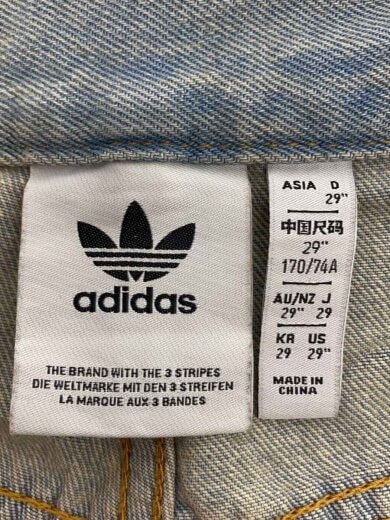 adidas
THE BRAND WITH THE 3 STRIPES
DIE WELTMARKE MIT DEN 3 STREIFEN
LA MARQUE AUX 3 BANDES
ASIA D
29"
中国尺码
29"
170/74A
AU/NZ J
29" 29
KR US
29 29"
MADE IN
CHINA